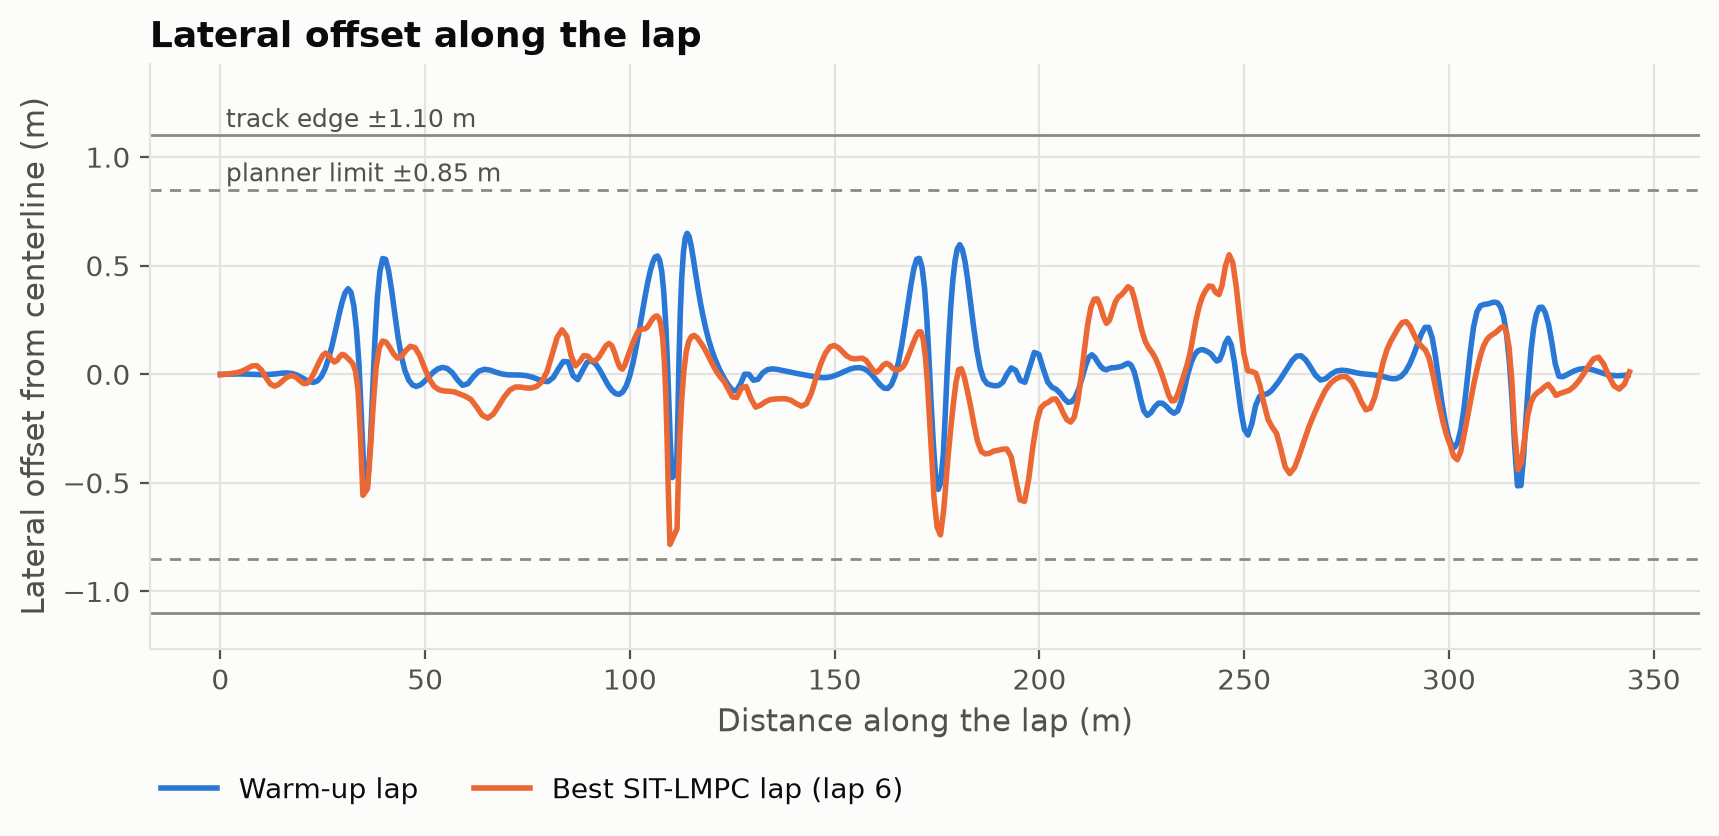 Lateral offset along the lap
Lateral offset from centerline (m)
track edge ±1.10 m
planner limit ±0.85 m
1.0
0.5
0.0
−0.5
−1.0
0 50 100 150 200 250 300 350
Distance along the lap (m)
Warm-up lap Best SIT-LMPC lap (lap 6)